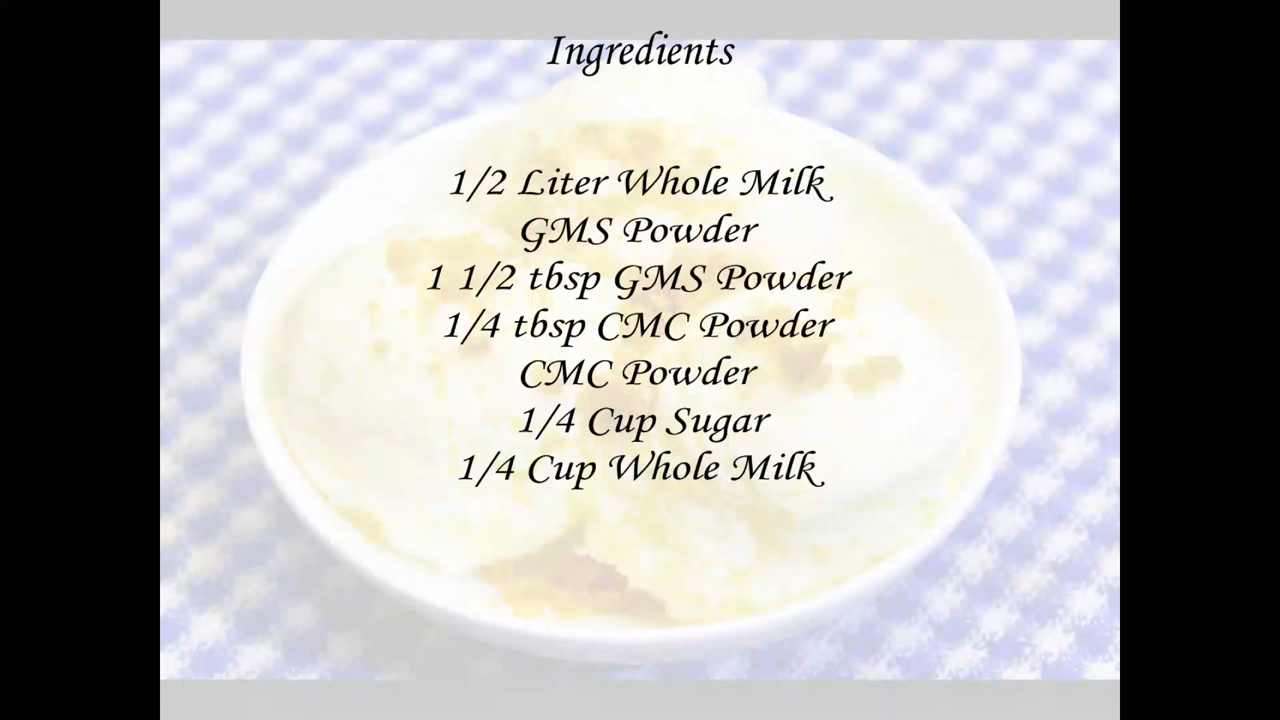 Ingredients
1/2 Liter Whole Milk
GMS Powder
1 1/2 tbsp GMS Powder
1/4 tbsp CMC Powder
CMC Powder
1/4 Cup Sugar
1/4 Cup Whole Milk